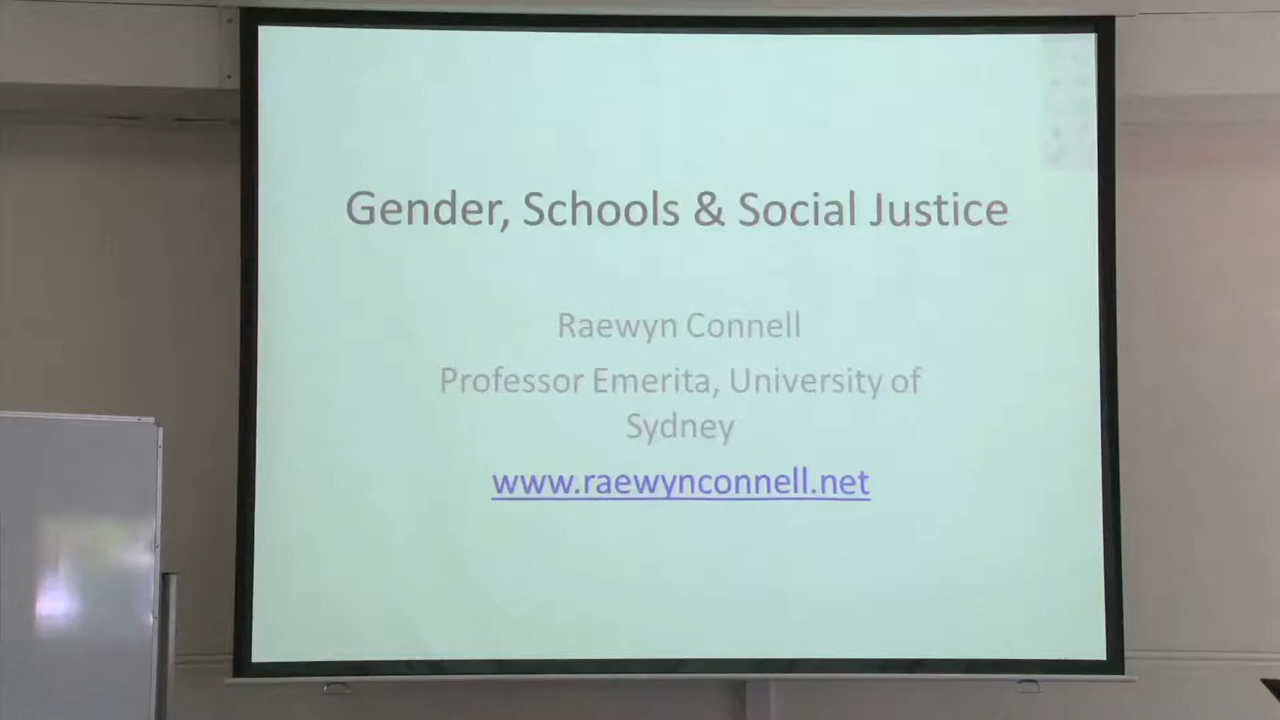 Gender, Schools & Social Justice
Raewyn Connell
Professor Emerita, University of
Sydney
www.raewynconnell.net